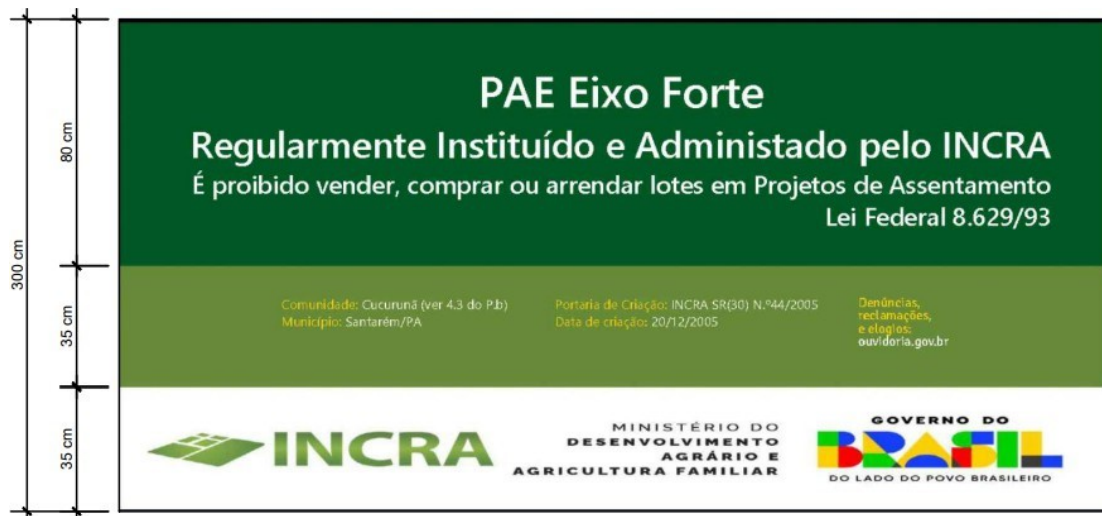 PAE Eixo Forte
Regularmente Instituído e Administado pelo INCRA
É proibido vender, comprar ou arrendar lotes em Projetos de Assentamento
Lei Federal 8.629/93
300 cm
80 cm
35 cm
35 cm
Comunidade: Cucurunã (ver 4.3 do P.b)
Município: Santarém/PA
Portaria de Criação: INCRA SR(30) N.º44/2005
Data de criação: 20/12/2005
Denúncias,
reclamações,
e elogios:
ouvidoria.gov.br
INCRA
MINISTÉRIO DO
DESENVOLVIMENTO
AGRÁRIO E
AGRICULTURA FAMILIAR
GOVERNO DO
BRASIL
DO LADO DO POVO BRASILEIRO